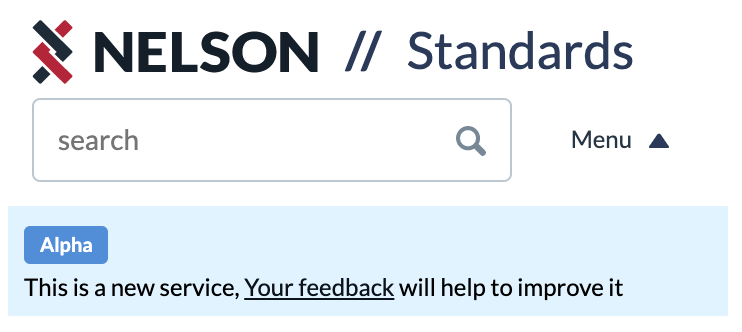 NELSON // Standards
search
Menu
Alpha
This is a new service, Your feedback will help to improve it